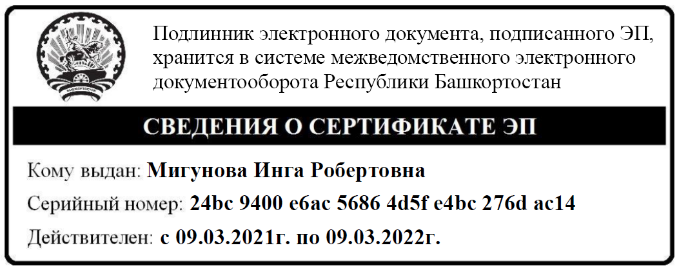 Подлинник электронного документа, подписанного ЭП,
хранится в системе межведомственного электронного
документооборота Республики Башкортостан
СВЕДЕНИЯ О СЕРТИФИКАТЕ ЭП
Кому выдан: Мигунова Инга Робертовна
Серийный номер: 24bc 9400 e6ac 5686 4d5f e4bc 276d ac14
Действителен: с 09.03.2021г. по 09.03.2022г.